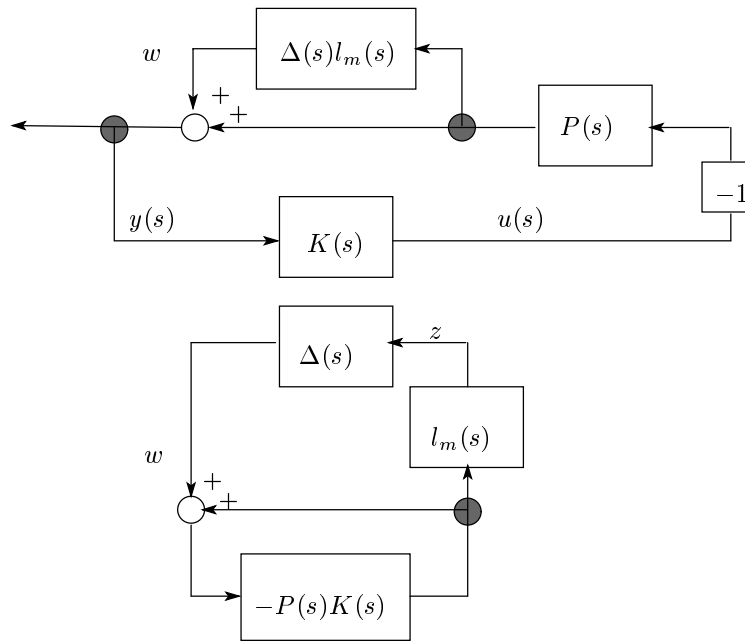 w
Δ(s)l_m(s)
+
+
P(s)
-1
y(s)
K(s)
u(s)
Δ(s)
z
l_m(s)
w
+
+
-P(s)K(s)